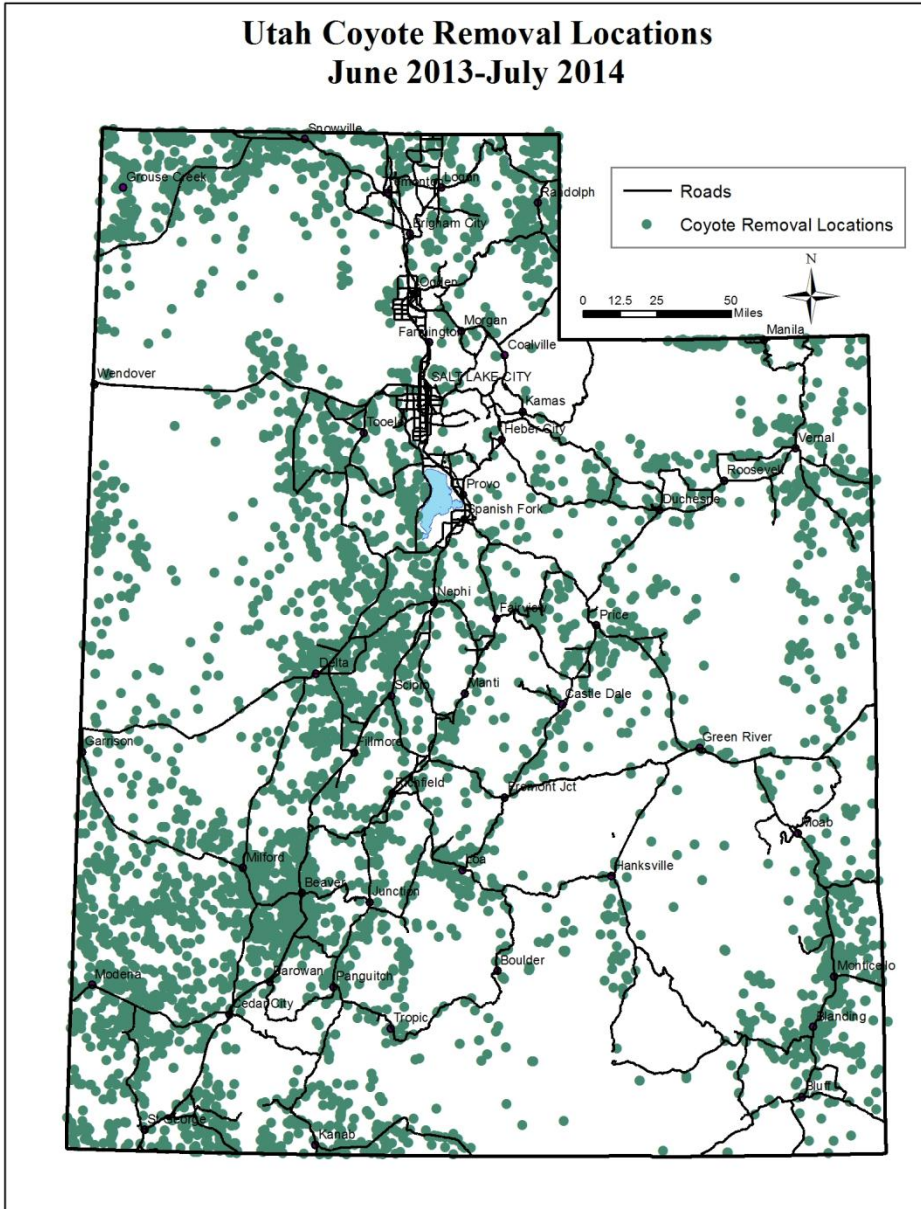 Utah Coyote Removal Locations
June 2013-July 2014
Snowville
Grouse Creek
Logan
Randolph
Roads
Coyote Removal Locations
Brigham City
N
Ogden
0 12.5 25 50
Miles
Morgan
Farmington
Manila
Coalville
Wendover
SALT LAKE CITY
Kamas
Tooele
Heber City
Vernal
Roosevelt
Provo
Duchesne
Spanish Fork
Nephi
Fairview
Price
Delta
Scipio
Manti
Castle Dale
Garrison
Fillmore
Green River
Richfield
Fremont Jct
Moab
Milford
Loa
Hanksville
Beaver
Junction
Boulder
Monticello
Modena
Parowan
Panguitch
Cedar City
Tropic
Blanding
Bluff
St George
Kanab